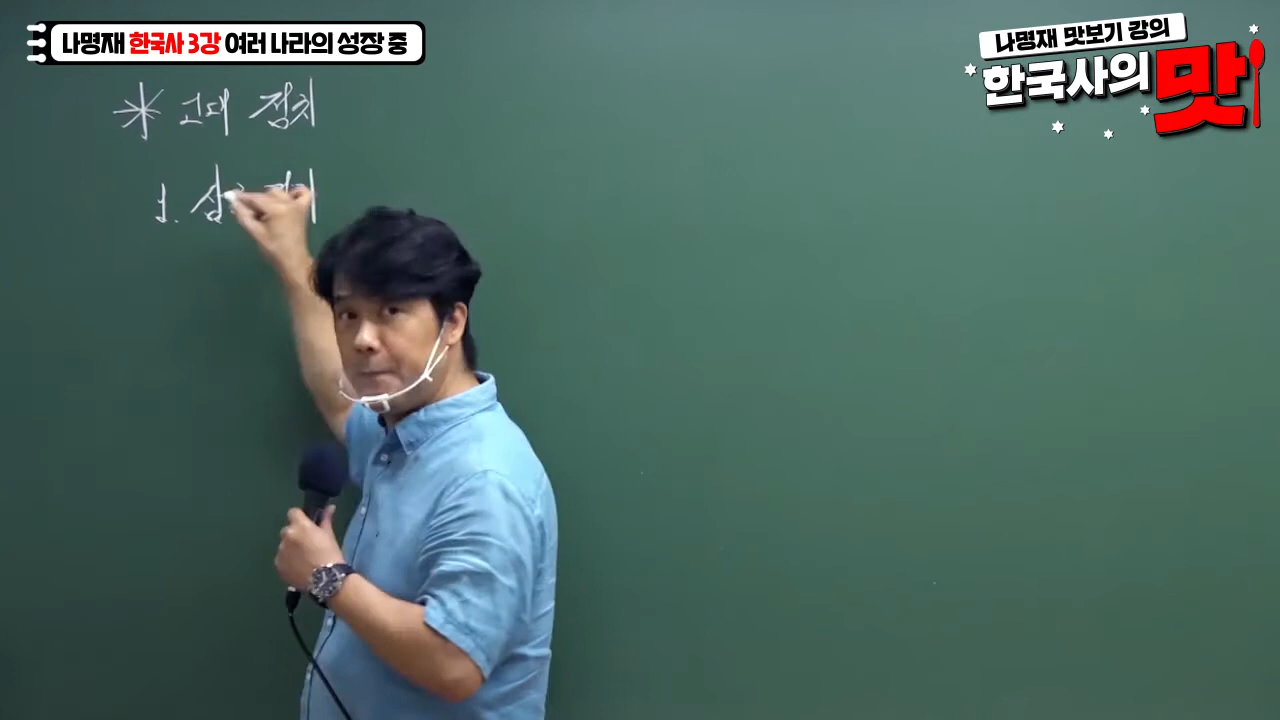 나명재 한국사 3강 여러 나라의 성장 중
나명재 맛보기 강의
한국사의 맛
* 고대 정치
1. 삼